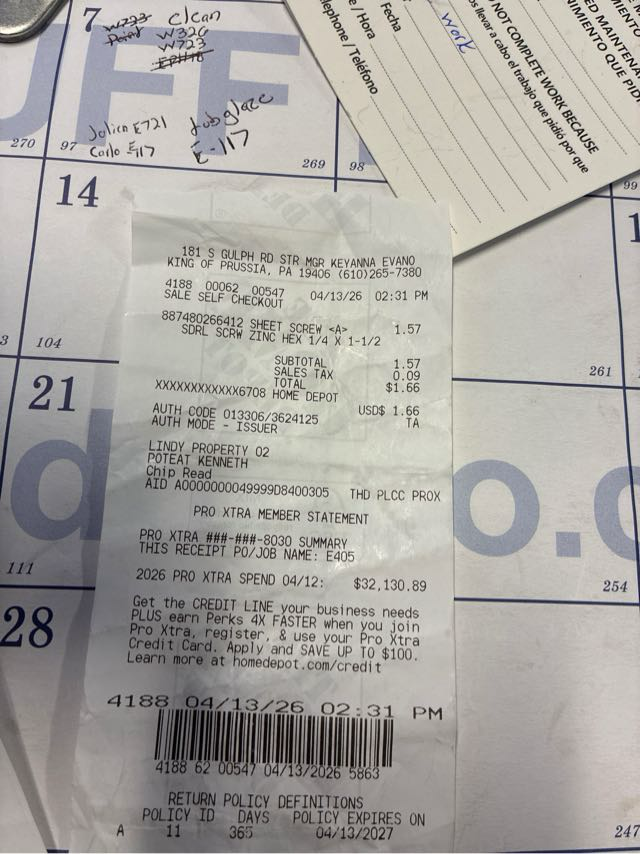 7
W723
Clean
W326
W723
Julien E721
Carlo E117
E-117
270
97
269
98
Fecha
work
NOT COMPLETE WORK BECAUSE
os llevar a cabo el trabajo que pidió por que
elephone / Teléfono
99
14
3
104
261
21
111
254
28
247
181 S GULPH RD STR MGR KEYANNA EVANO
KING OF PRUSSIA, PA 19406 (610)265-7380
4188 00062 00547 04/13/26 02:31 PM
SALE SELF CHECKOUT
887480266412 SHEET SCREW <A> 1.57
SDRL SCRW ZINC HEX 1/4 X 1-1/2
SUBTOTAL 1.57
SALES TAX 0.09
TOTAL $1.66
XXXXXXXXXXXX6708 HOME DEPOT
USD$ 1.66
AUTH CODE 013306/3624125 TA
AUTH MODE - ISSUER
LINDY PROPERTY 02
POTEAT KENNETH
Chip Read
AID A0000000049999D8400305 THD PLCC PROX
PRO XTRA MEMBER STATEMENT
PRO XTRA ###-###-8030 SUMMARY
THIS RECEIPT PO/JOB NAME: E405
2026 PRO XTRA SPEND 04/12: $32,130.89
Get the CREDIT LINE your business needs
PLUS earn Perks 4X FASTER when you join
Pro Xtra, register, & use your Pro Xtra
Credit Card. Apply and SAVE UP TO $100.
Learn more at homedepot.com/credit
4188 04/13/26 02:31 PM
4188 62 00547 04/13/2026 5863
RETURN POLICY DEFINITIONS
POLICY ID DAYS POLICY EXPIRES ON
A 11 365 04/13/2027